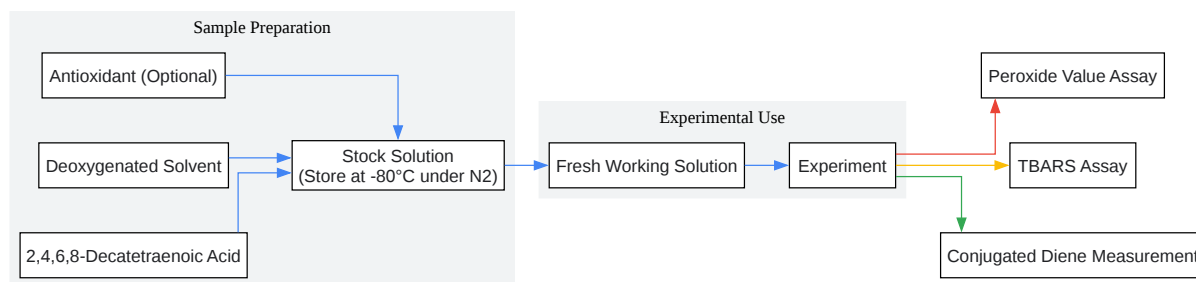 Sample Preparation
Antioxidant (Optional)
Deoxygenated Solvent
2,4,6,8-Decatetraenoic Acid
Stock Solution
(Store at -80°C under N2)
Experimental Use
Fresh Working Solution
Experiment
Peroxide Value Assay
TBARS Assay
Conjugated Diene Measurement